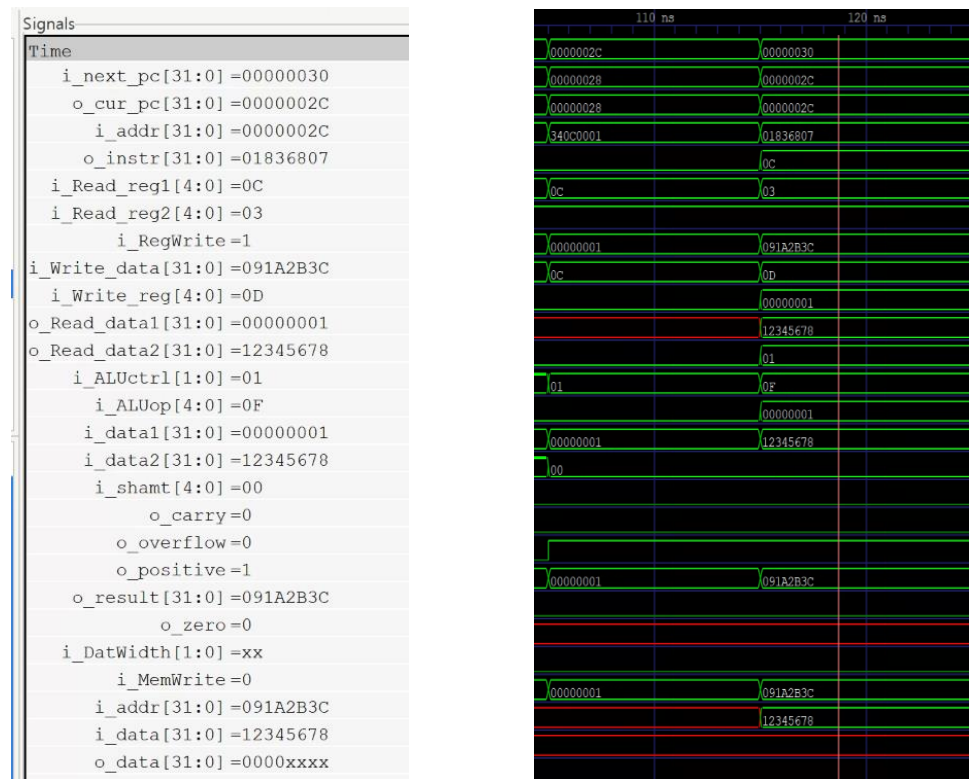 Signals
Time
i_next_pc[31:0] =00000030
o_cur_pc[31:0] =0000002C
i_addr[31:0] =0000002C
o_instr[31:0] =01836807
i_Read_reg1[4:0] =0C
i_Read_reg2[4:0] =03
i_RegWrite =1
i_Write_data[31:0] =091A2B3C
i_Write_reg[4:0] =0D
o_Read_data1[31:0] =00000001
o_Read_data2[31:0] =12345678
i_ALUctrl[1:0] =01
i_ALUop[4:0] =0F
i_data1[31:0] =00000001
i_data2[31:0] =12345678
i_shamt[4:0] =00
o_carry =0
o_overflow =0
o_positive =1
o_result[31:0] =091A2B3C
o_zero =0
i_DatWidth[1:0] =xx
i_MemWrite =0
i_addr[31:0] =091A2B3C
i_data[31:0] =12345678
o_data[31:0] =0000xxxx
110 ns 120 ns
0000002C 00000030
00000028 0000002C
00000028 0000002C
340C0001 01836807
0C
0C 03
00000001 091A2B3C
0C 0D
00000001
12345678
01
01 0F
00000001
00000001 12345678
00
00000001 091A2B3C
00000001 091A2B3C
12345678